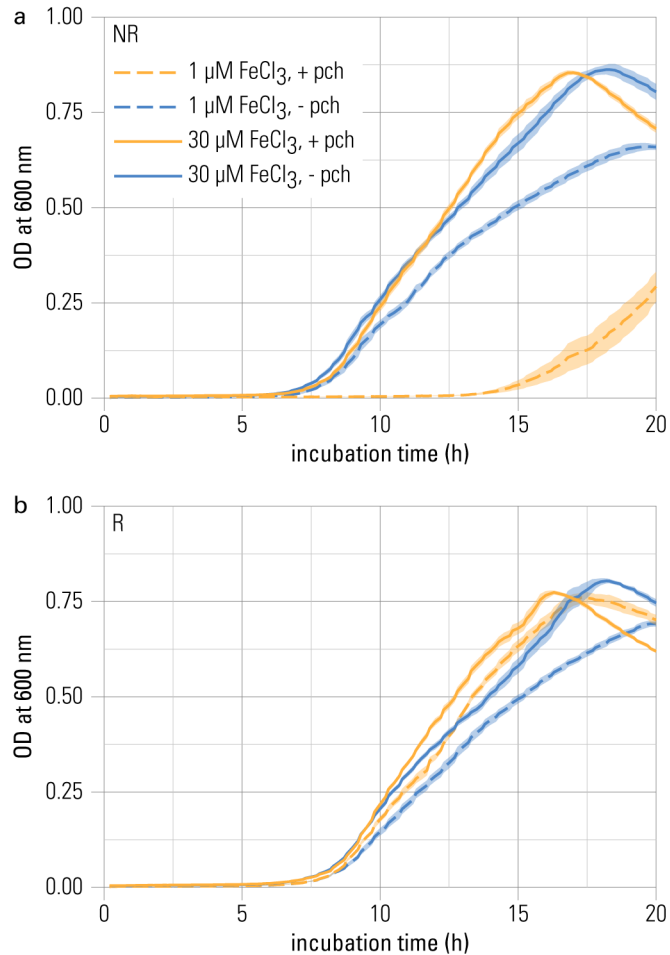 a
NR
1 µM FeCl₃, + pch
1 µM FeCl₃, - pch
30 µM FeCl₃, + pch
30 µM FeCl₃, - pch
OD at 600 nm
1.00
0.75
0.50
0.25
0.00
0 5 10 15 20
incubation time (h)
b
R
OD at 600 nm
1.00
0.75
0.50
0.25
0.00
0 5 10 15 20
incubation time (h)